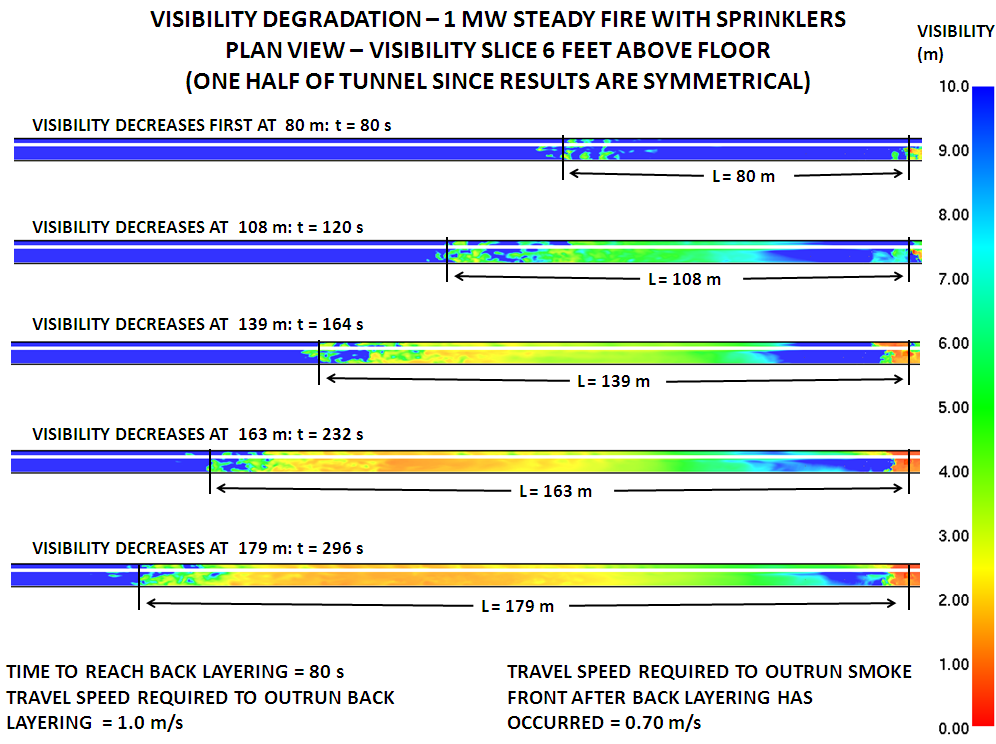 VISIBILITY DEGRADATION – 1 MW STEADY FIRE WITH SPRINKLERS
PLAN VIEW – VISIBILITY SLICE 6 FEET ABOVE FLOOR
(ONE HALF OF TUNNEL SINCE RESULTS ARE SYMMETRICAL)
VISIBILITY
(m)
10.0
9.00
8.00
7.00
6.00
5.00
4.00
3.00
2.00
1.00
0.00
VISIBILITY DECREASES FIRST AT 80 m: t = 80 s
L= 80 m
VISIBILITY DECREASES AT 108 m: t = 120 s
L= 108 m
VISIBILITY DECREASES AT 139 m: t = 164 s
L= 139 m
VISIBILITY DECREASES AT 163 m: t = 232 s
L= 163 m
VISIBILITY DECREASES AT 179 m: t = 296 s
L= 179 m
TIME TO REACH BACK LAYERING = 80 s
TRAVEL SPEED REQUIRED TO OUTRUN BACK
LAYERING = 1.0 m/s
TRAVEL SPEED REQUIRED TO OUTRUN SMOKE
FRONT AFTER BACK LAYERING HAS
OCCURRED = 0.70 m/s